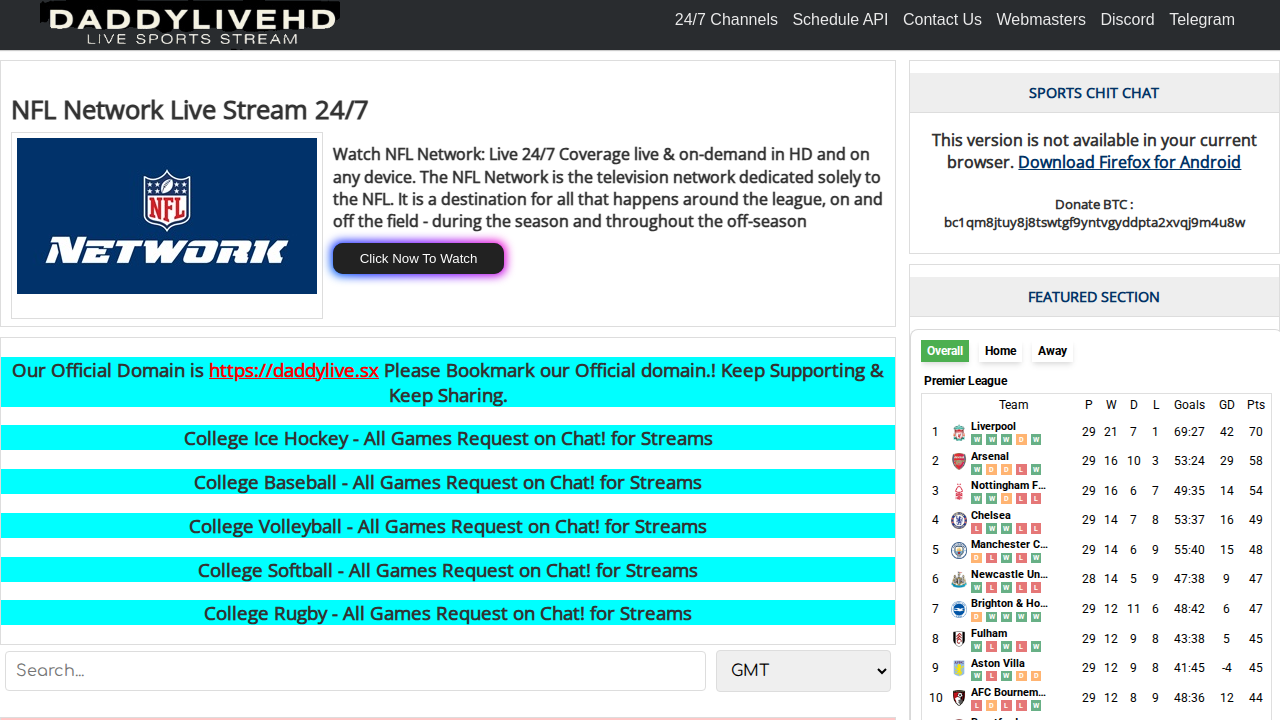 DADDYLIVEHD
LIVE SPORTS STREAM
24/7 Channels Schedule API Contact Us Webmasters Discord Telegram
NFL Network Live Stream 24/7
NFL
NETWORK
Watch NFL Network: Live 24/7 Coverage live & on-demand in HD and on
any device. The NFL Network is the television network dedicated solely to
the NFL. It is a destination for all that happens around the league, on and
off the field - during the season and throughout the off-season
Click Now To Watch
Our Official Domain is https://daddylive.sx Please Bookmark our Official domain.! Keep Supporting &
Keep Sharing.
College Ice Hockey - All Games Request on Chat! for Streams
College Baseball - All Games Request on Chat! for Streams
College Volleyball - All Games Request on Chat! for Streams
College Softball - All Games Request on Chat! for Streams
College Rugby - All Games Request on Chat! for Streams
Search...
GMT
SPORTS CHIT CHAT
This version is not available in your current
browser. Download Firefox for Android
Donate BTC :
bc1qm8jtuy8j8tswtgf9yntvgyddpta2xvqj9m4u8w
FEATURED SECTION
Overall Home Away
Premier League
Team P W D L Goals GD Pts
1 Liverpool 29 21 7 1 69:27 42 70
W W W D W
2 Arsenal 29 16 10 3 53:24 29 58
W D D L W
3 Nottingham F... 29 16 6 7 49:35 14 54
W W D L L
4 Chelsea 29 14 7 8 53:37 16 49
L W W L L
5 Manchester C... 29 14 6 9 55:40 15 48
D L W L W
6 Newcastle Un... 28 14 5 9 47:38 9 47
W L W L L
7 Brighton & Ho... 29 12 11 6 48:42 6 47
D W W W W
8 Fulham 29 12 9 8 43:38 5 45
W L W L W
9 Aston Villa 29 12 9 8 41:45 -4 45
W L W D D
10 AFC Bournem... 29 12 8 9 48:36 12 44
L D L L W